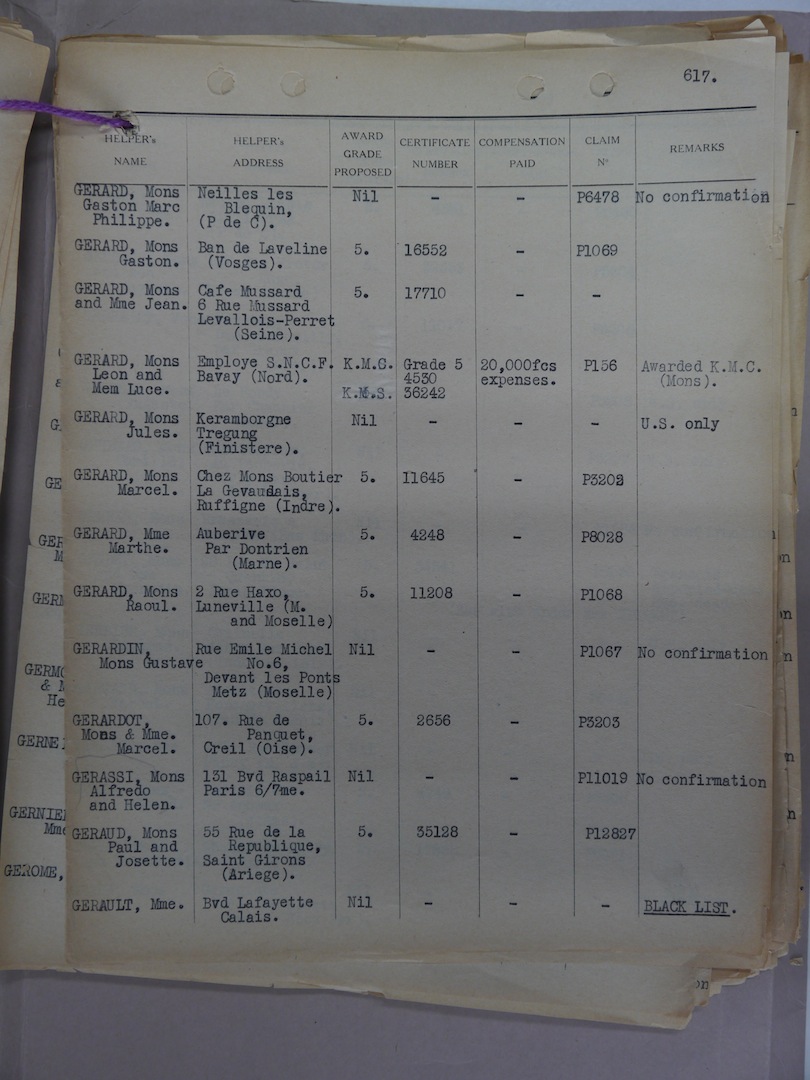 617.
HELPER's NAME HELPER's ADDRESS AWARD GRADE PROPOSED CERTIFICATE NUMBER COMPENSATION PAID CLAIM No REMARKS
GERARD, Mons Neilles les Nil - - P6478 No confirmation
Gaston Marc Blequin,
Philippe. (P de C).
GERARD, Mons Ban de Laveline 5. 16552 - P1069
Gaston. (Vosges).
GERARD, Mons Cafe Mussard 5. 17710 - -
and Mme Jean. 6 Rue Mussard
Levallois-Perret
(Seine).
GERARD, Mons Employe S.N.C.F. K.M.C. Grade 5 20,000fcs P156 Awarded K.M.C.
Leon and Bavay (Nord). 4530 expenses. (Mons).
Mem Luce. K.M.S. 36242
GERARD, Mons Keramborgne Nil - - - U.S. only
Jules. Tregung
(Finistere).
GERARD, Mons Chez Mons Boutier 5. I1645 - P3202
Marcel. La Gevaudais,
Ruffigne (Indre).
GERARD, Mme Auberive 5. 4248 - P8028
Marthe. Par Dontrien
(Marne).
GERARD, Mons 2 Rue Haxo, 5. 11208 - P1068
Raoul. Luneville (M.
and Moselle)
GERARDIN, Rue Emile Michel Nil - - P1067 No confirmation
Mons Gustave No.6,
Devant les Ponts
Metz (Moselle)
GERARDOT, 107. Rue de 5. 2656 - P3203
Mons & Mme. Panquet,
Marcel. Creil (Oise).
GERASSI, Mons 131 Bvd Raspail Nil - - P11019 No confirmation
Alfredo Paris 6/7me.
and Helen.
GERAUD, Mons 55 Rue de la 5. 35128 - P12827
Paul and Republique,
Josette. Saint Girons
(Ariege).
GERAULT, Mme. Bvd Lafayette Nil - - - BLACK LIST.
Calais.
GERNIE
GEROME,